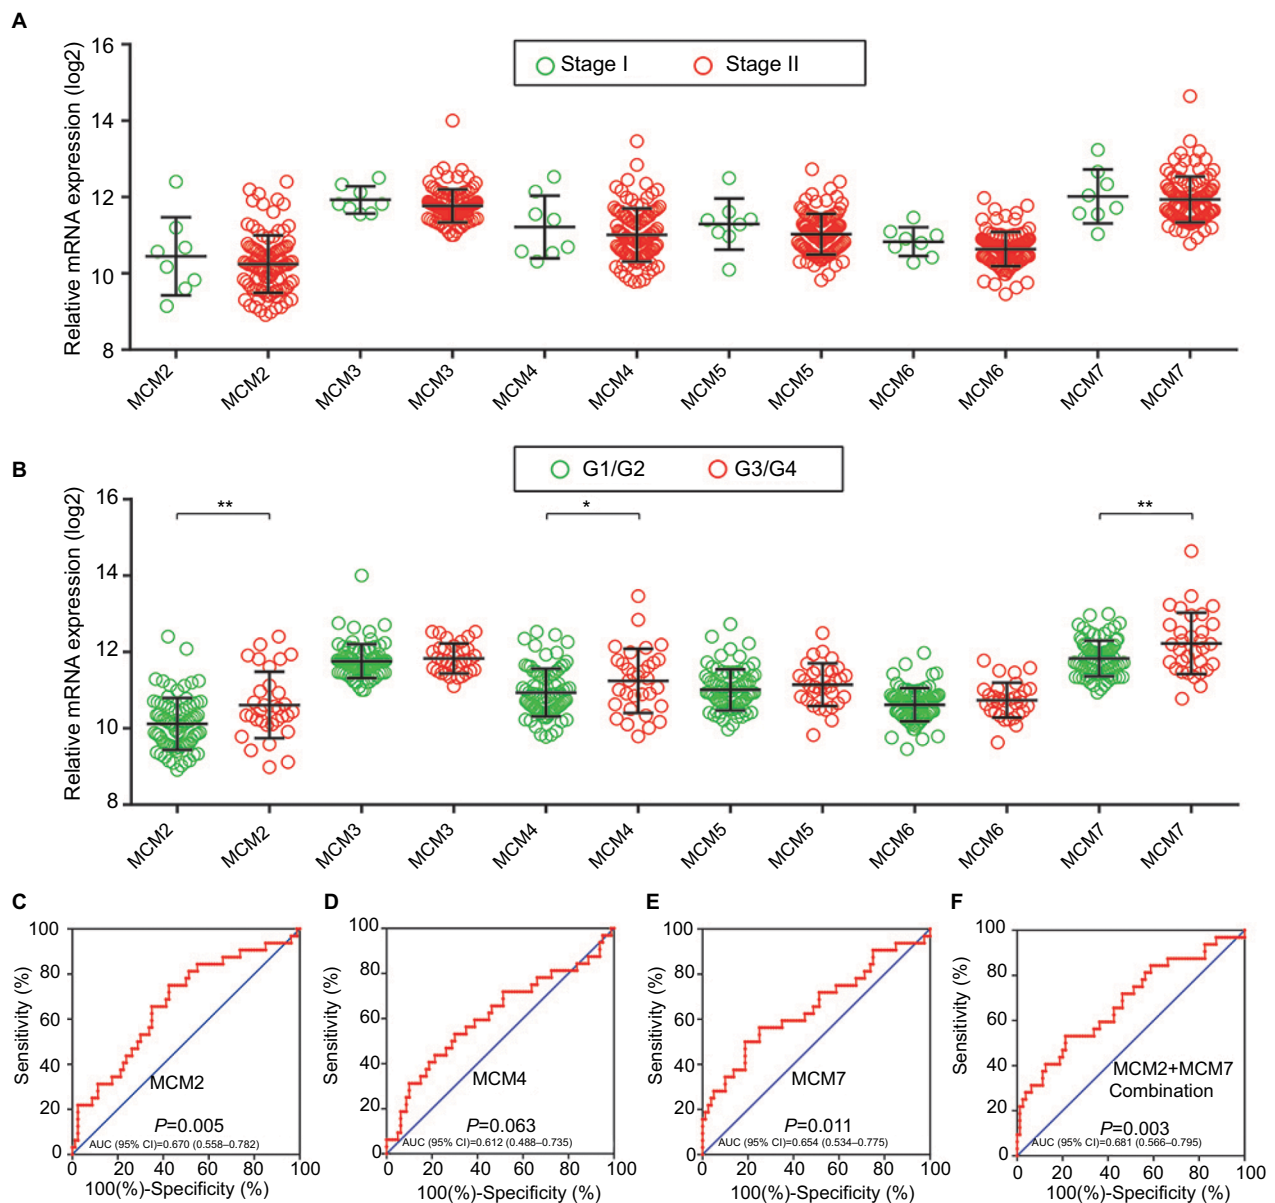 A
Relative mRNA expression (log2)
16
14
12
10
8
Stage I Stage II
MCM2 MCM2 MCM3 MCM3 MCM4 MCM4 MCM5 MCM5 MCM6 MCM6 MCM7 MCM7
B
Relative mRNA expression (log2)
16
14
12
10
8
G1/G2 G3/G4
** * **
MCM2 MCM2 MCM3 MCM3 MCM4 MCM4 MCM5 MCM5 MCM6 MCM6 MCM7 MCM7
C
Sensitivity (%)
100
80
60
40
20
0
MCM2
P=0.005
AUC (95% CI)=0.670 (0.558–0.782)
0 20 40 60 80 100
100(%)-Specificity (%)
D
Sensitivity (%)
100
80
60
40
20
0
MCM4
P=0.063
AUC (95% CI)=0.612 (0.488–0.735)
0 20 40 60 80 100
100(%)-Specificity (%)
E
Sensitivity (%)
100
80
60
40
20
0
MCM7
P=0.011
AUC (95% CI)=0.654 (0.534–0.775)
0 20 40 60 80 100
100(%)-Specificity (%)
F
Sensitivity (%)
100
80
60
40
20
0
MCM2+MCM7
Combination
P=0.003
AUC (95% CI)=0.681 (0.566–0.795)
0 20 40 60 80 100
100(%)-Specificity (%)